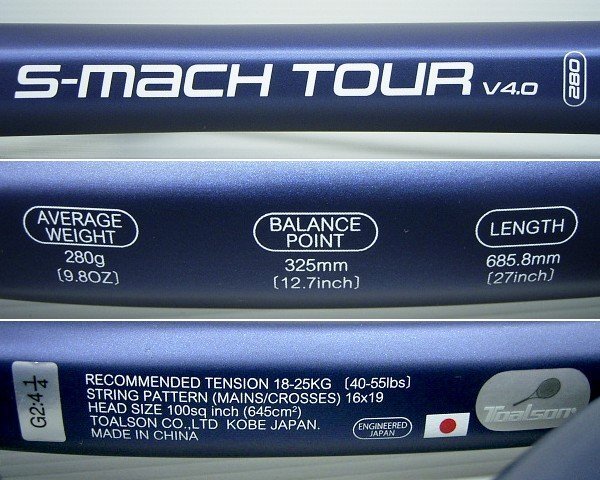 S-MACH TOUR V4.0 280
AVERAGE WEIGHT
280g
(9.8OZ)
BALANCE POINT
325mm
(12.7inch)
LENGTH
685.8mm
(27inch)
G2:4 1/4
RECOMMENDED TENSION 18-25KG (40-55lbs)
STRING PATTERN (MAINS/CROSSES) 16x19
HEAD SIZE 100sq inch (645cm²)
TOALSON CO.,LTD KOBE JAPAN.
MADE IN CHINA
ENGINEERED JAPAN
Toalson